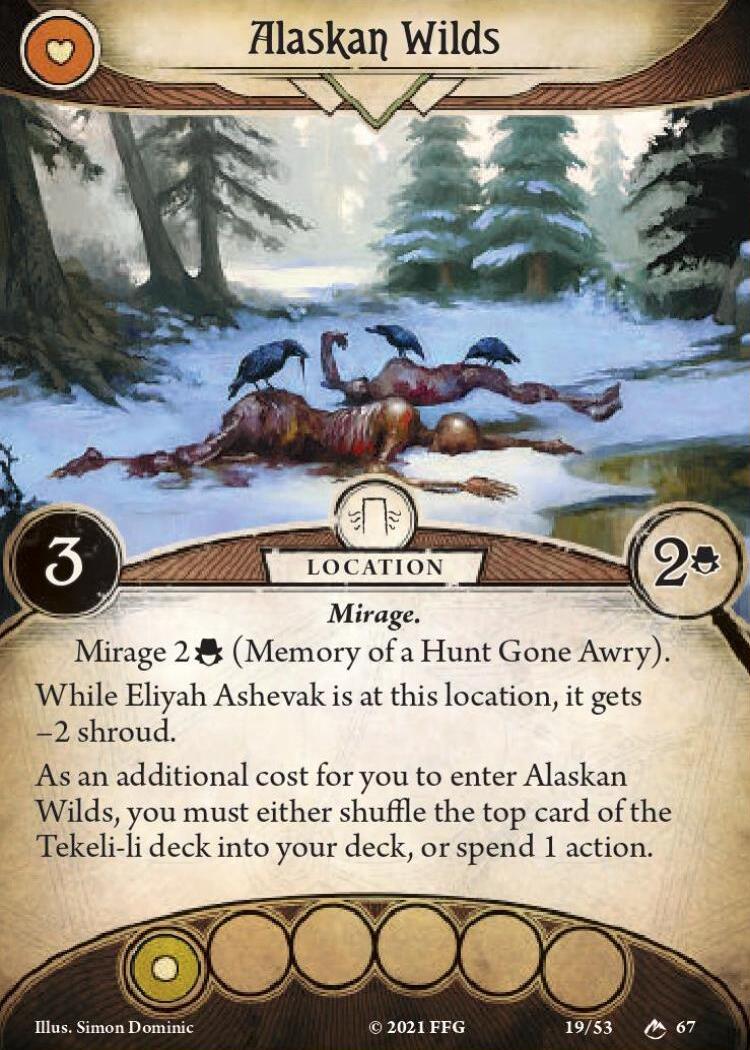 Alaskan Wilds
3
LOCATION
2
Mirage.
Mirage 2 (Memory of a Hunt Gone Awry).
While Eliyah Ashevak is at this location, it gets
–2 shroud.
As an additional cost for you to enter Alaskan
Wilds, you must either shuffle the top card of the
Tekeli-li deck into your deck, or spend 1 action.
Illus. Simon Dominic © 2021 FFG 19/53 67